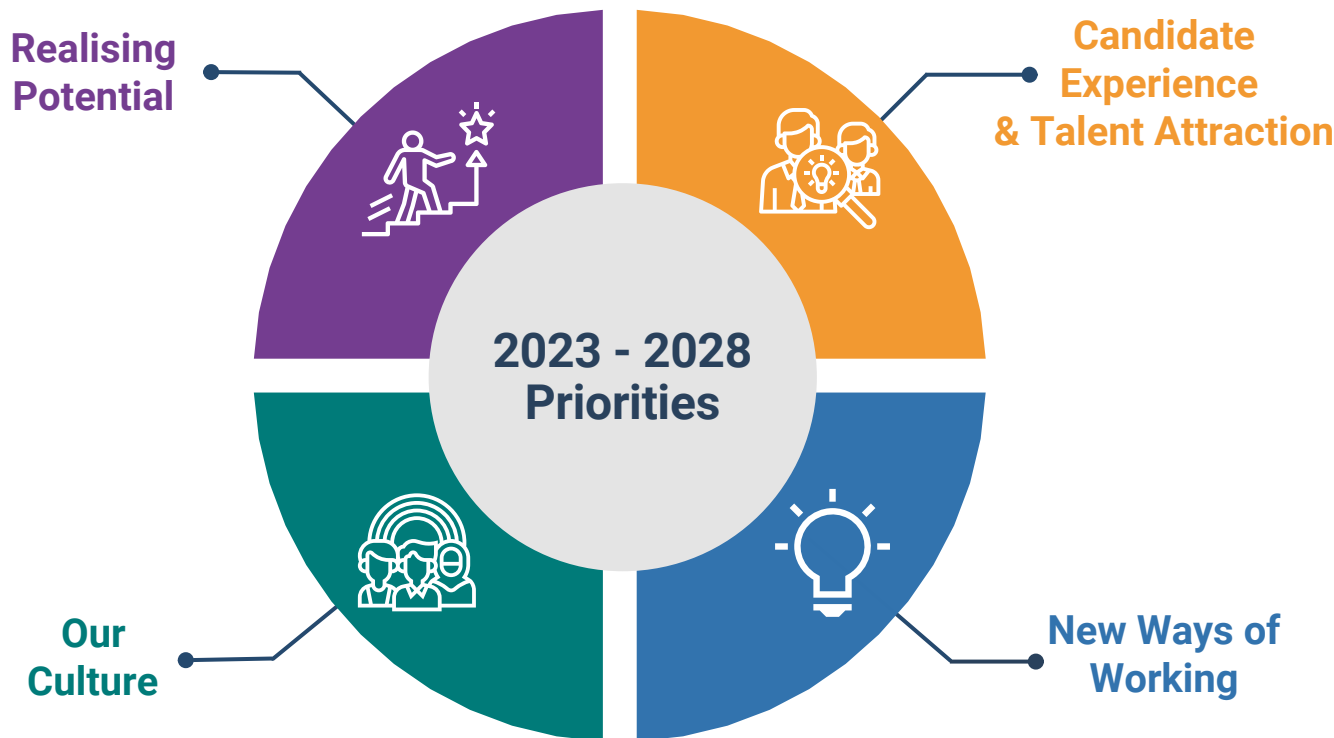 Realising
Potential
Candidate
Experience
& Talent Attraction
2023 - 2028
Priorities
Our
Culture
New Ways of
Working